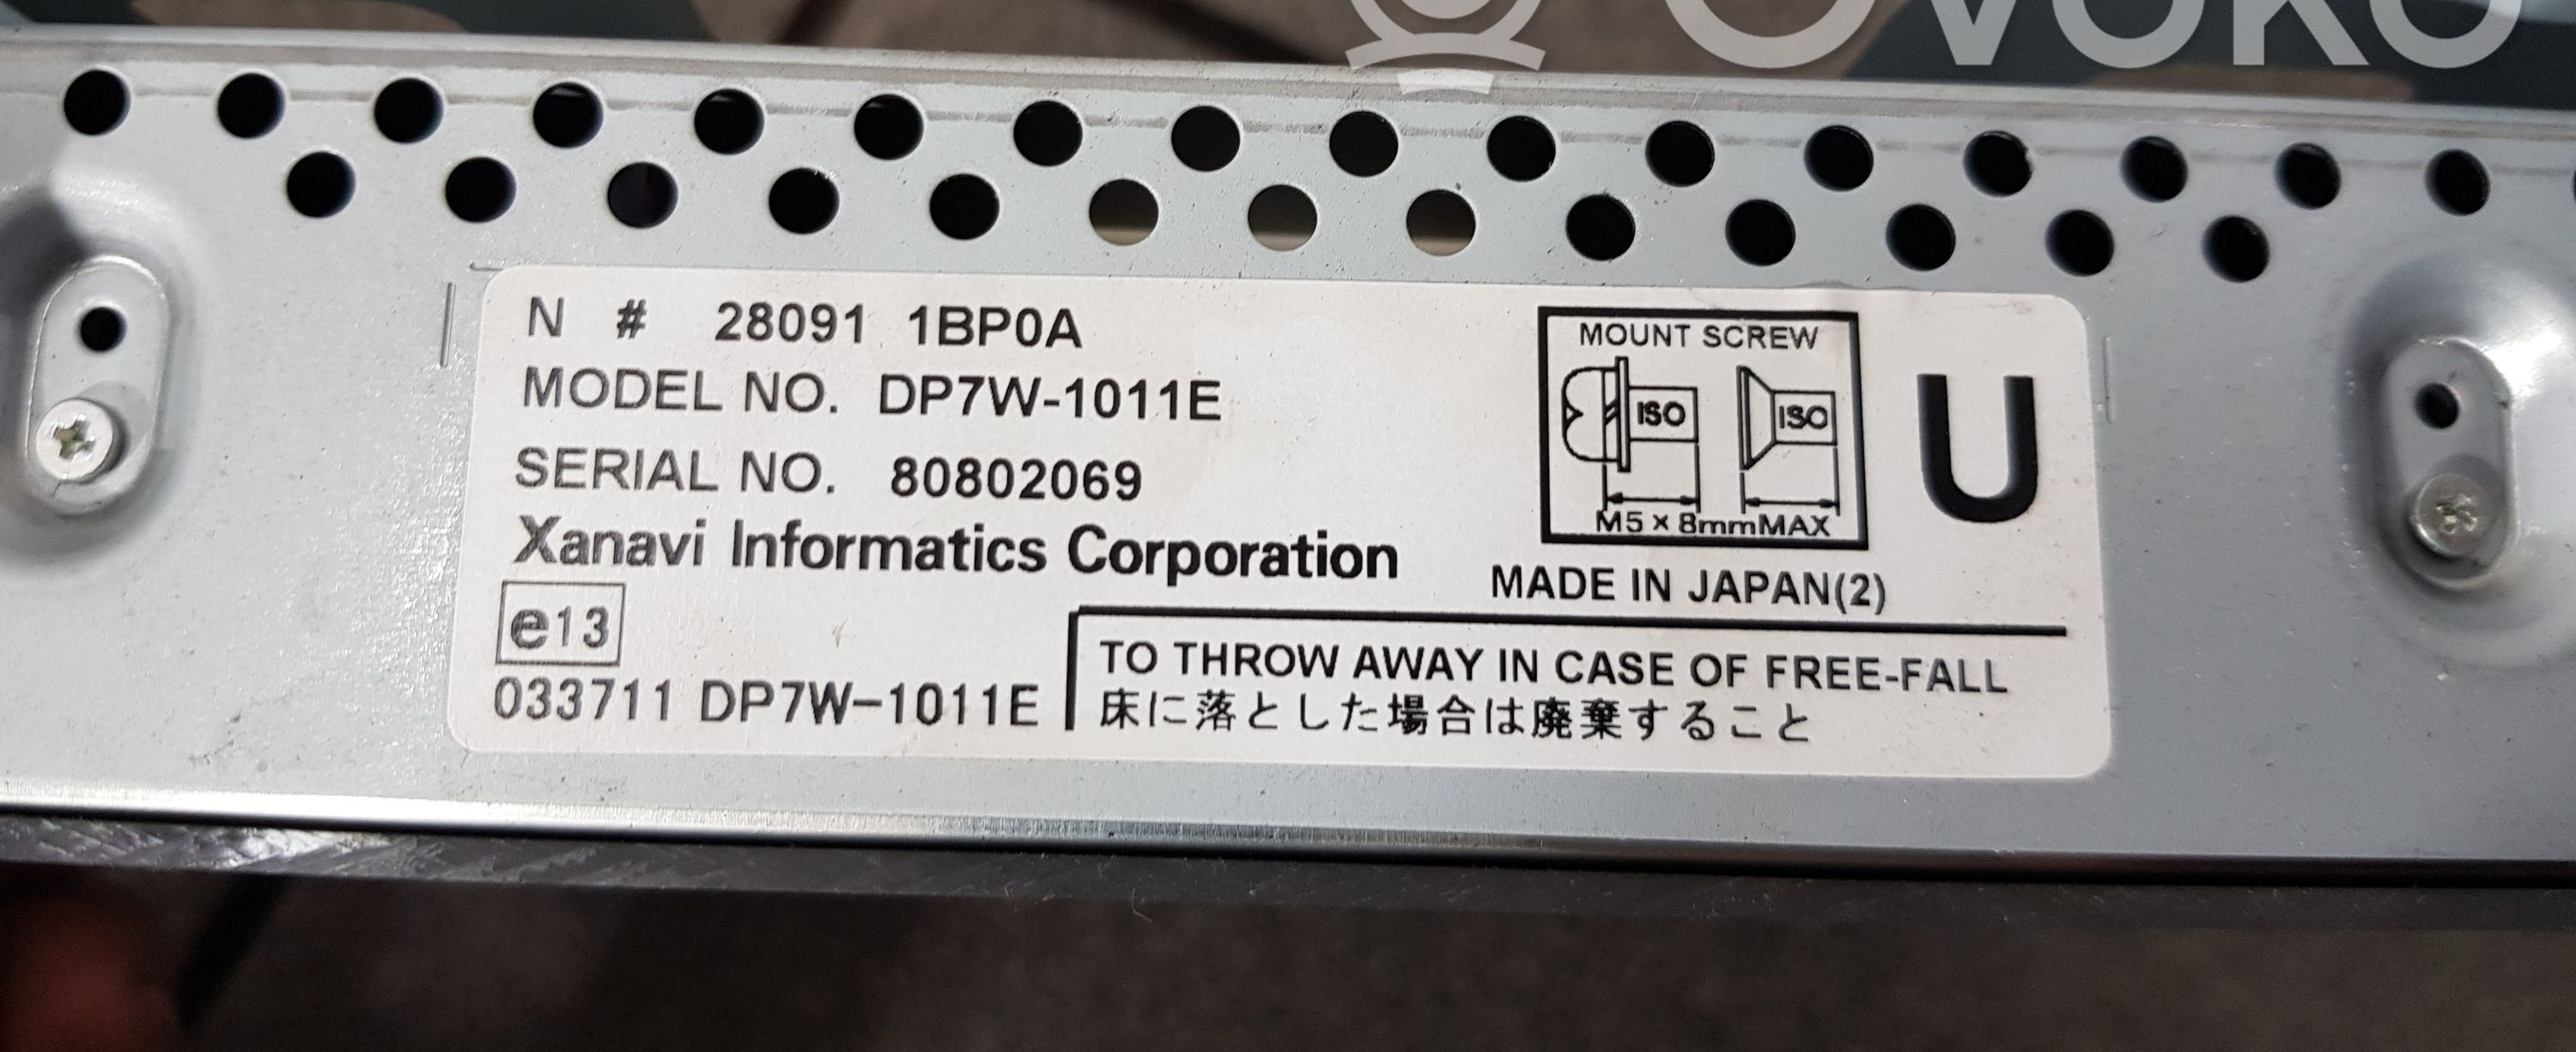 OVOKO
N # 28091 1BP0A
MODEL NO. DP7W-1011E
SERIAL NO. 80802069
Xanavi Informatics Corporation
e13
033711 DP7W-1011E
MOUNT SCREW
ISO ISO
M5 × 8mmMAX
U
MADE IN JAPAN(2)
TO THROW AWAY IN CASE OF FREE-FALL
床に落とした場合は廃棄すること